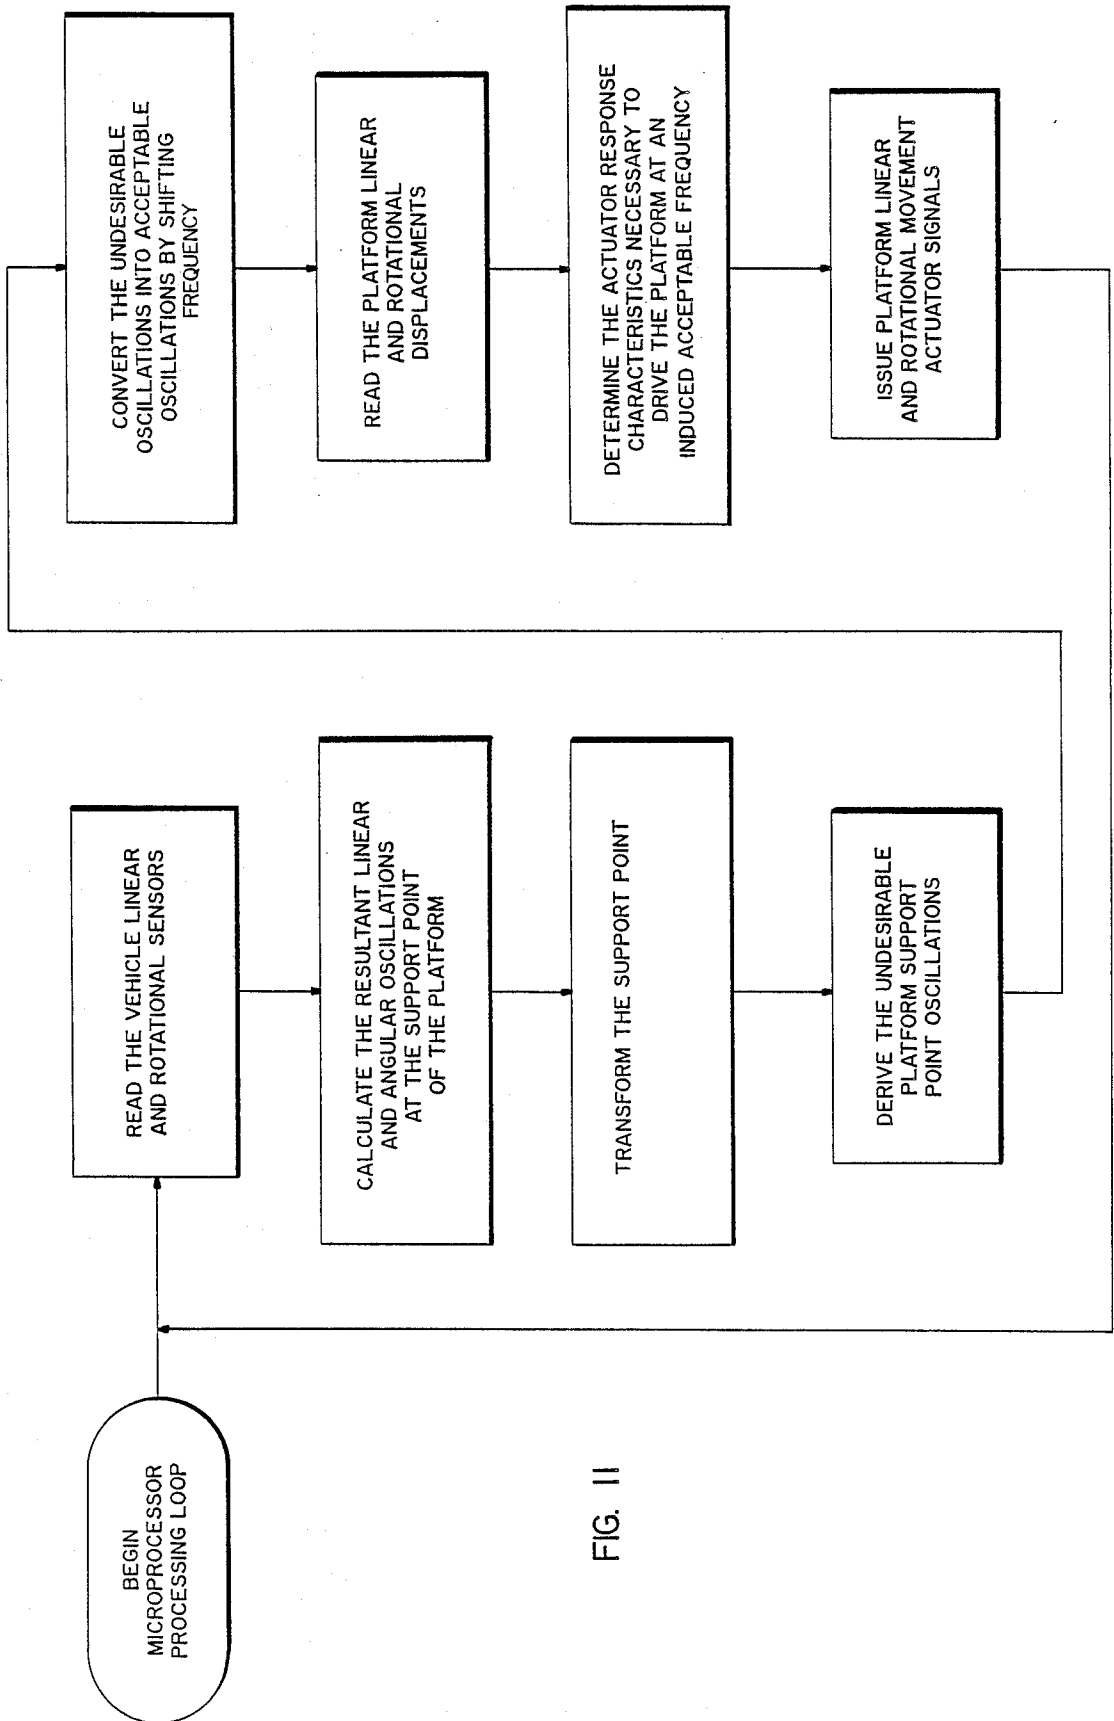 BEGIN
MICROPROCESSOR
PROCESSING LOOP
READ THE VEHICLE LINEAR
AND ROTATIONAL SENSORS
CALCULATE THE RESULTANT LINEAR
AND ANGULAR OSCILLATIONS
AT THE SUPPORT POINT
OF THE PLATFORM
TRANSFORM THE SUPPORT POINT
DERIVE THE UNDESIRABLE
PLATFORM SUPPORT
POINT OSCILLATIONS
CONVERT THE UNDESIRABLE
OSCILLATIONS INTO ACCEPTABLE
OSCILLATIONS BY SHIFTING
FREQUENCY
READ THE PLATFORM LINEAR
AND ROTATIONAL
DISPLACEMENTS
DETERMINE THE ACTUATOR RESPONSE
CHARACTERISTICS NECESSARY TO
DRIVE THE PLATFORM AT AN
INDUCED ACCEPTABLE FREQUENCY
ISSUE PLATFORM LINEAR
AND ROTATIONAL MOVEMENT
ACTUATOR SIGNALS
FIG. 11